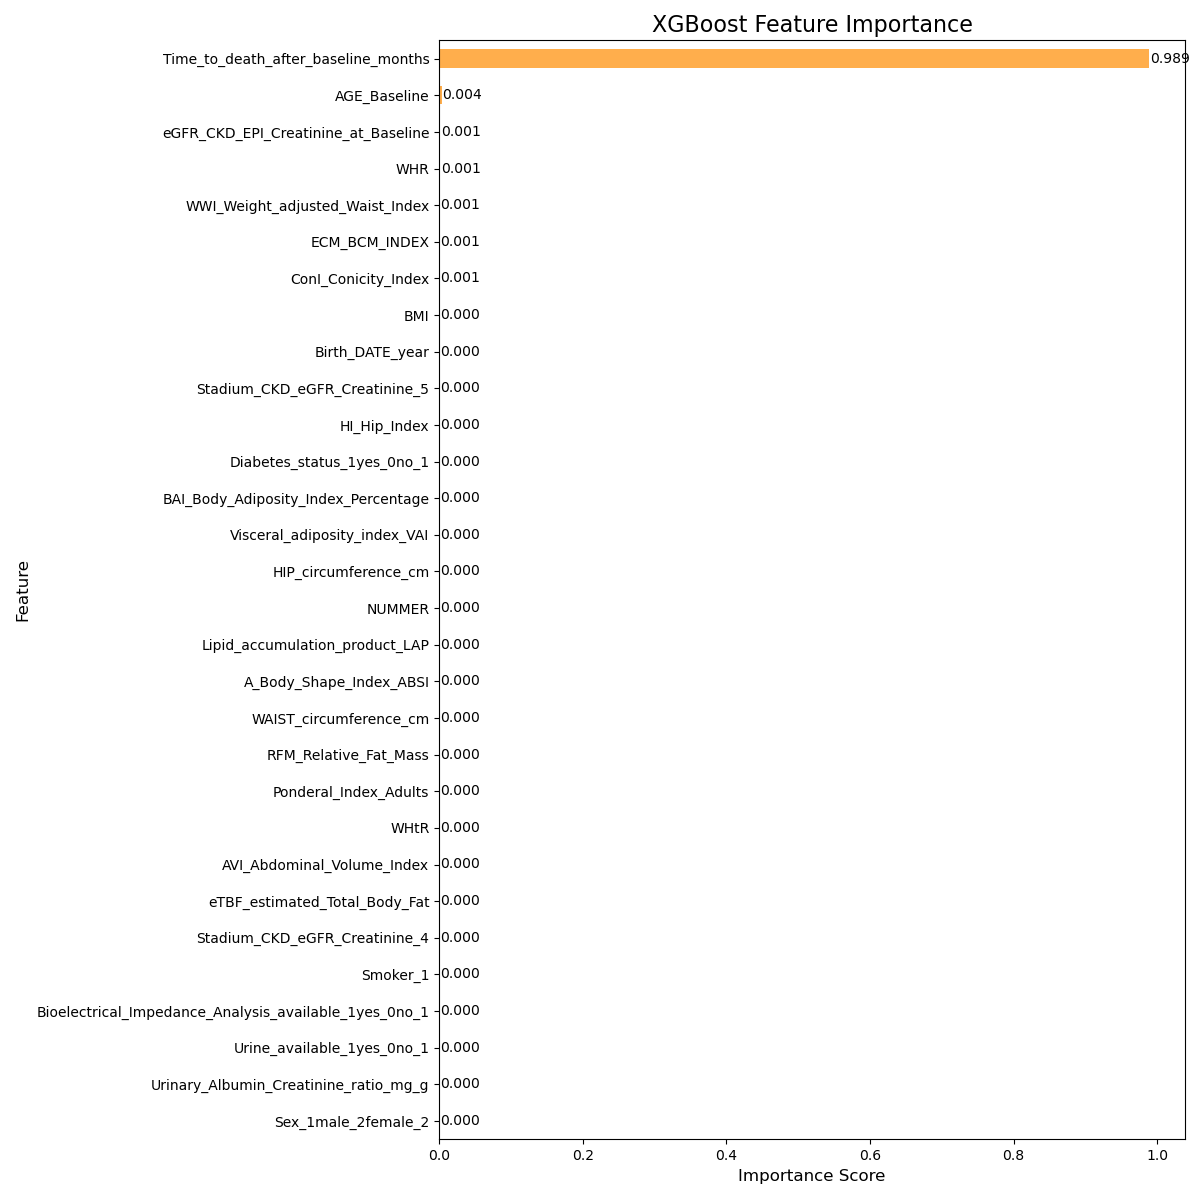 XGBoost Feature Importance
Time_to_death_after_baseline_months 0.989
AGE_Baseline 0.004
eGFR_CKD_EPI_Creatinine_at_Baseline 0.001
WHR 0.001
WWI_Weight_adjusted_Waist_Index 0.001
ECM_BCM_INDEX 0.001
ConI_Conicity_Index 0.001
BMI 0.000
Birth_DATE_year 0.000
Stadium_CKD_eGFR_Creatinine_5 0.000
HI_Hip_Index 0.000
Diabetes_status_1yes_0no_1 0.000
BAI_Body_Adiposity_Index_Percentage 0.000
Visceral_adiposity_index_VAI 0.000
HIP_circumference_cm 0.000
NUMMER 0.000
Lipid_accumulation_product_LAP 0.000
A_Body_Shape_Index_ABSI 0.000
WAIST_circumference_cm 0.000
RFM_Relative_Fat_Mass 0.000
Ponderal_Index_Adults 0.000
WHtR 0.000
AVI_Abdominal_Volume_Index 0.000
eTBF_estimated_Total_Body_Fat 0.000
Stadium_CKD_eGFR_Creatinine_4 0.000
Smoker_1 0.000
Bioelectrical_Impedance_Analysis_available_1yes_0no_1 0.000
Urine_available_1yes_0no_1 0.000
Urinary_Albumin_Creatinine_ratio_mg_g 0.000
Sex_1male_2female_2 0.000
Feature
0.0 0.2 0.4 0.6 0.8 1.0
Importance Score